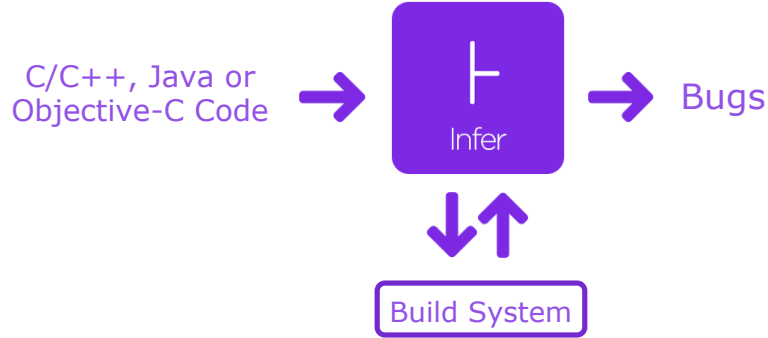 C/C++, Java or
Objective-C Code
Infer
Bugs
Build System